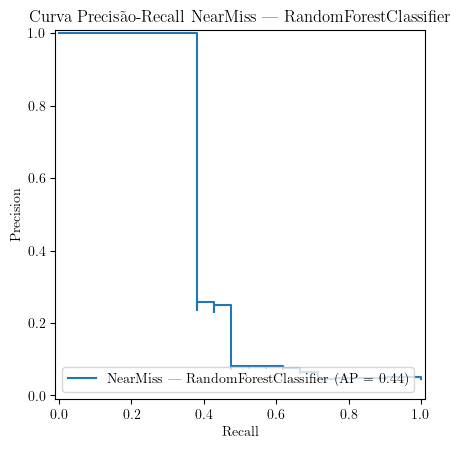 Curva Precisão-Recall NearMiss — RandomForestClassifier
1.0
0.8
0.6
0.4
0.2
0.0
Precision
NearMiss — RandomForestClassifier (AP = 0.44)
0.0 0.2 0.4 0.6 0.8 1.0
Recall